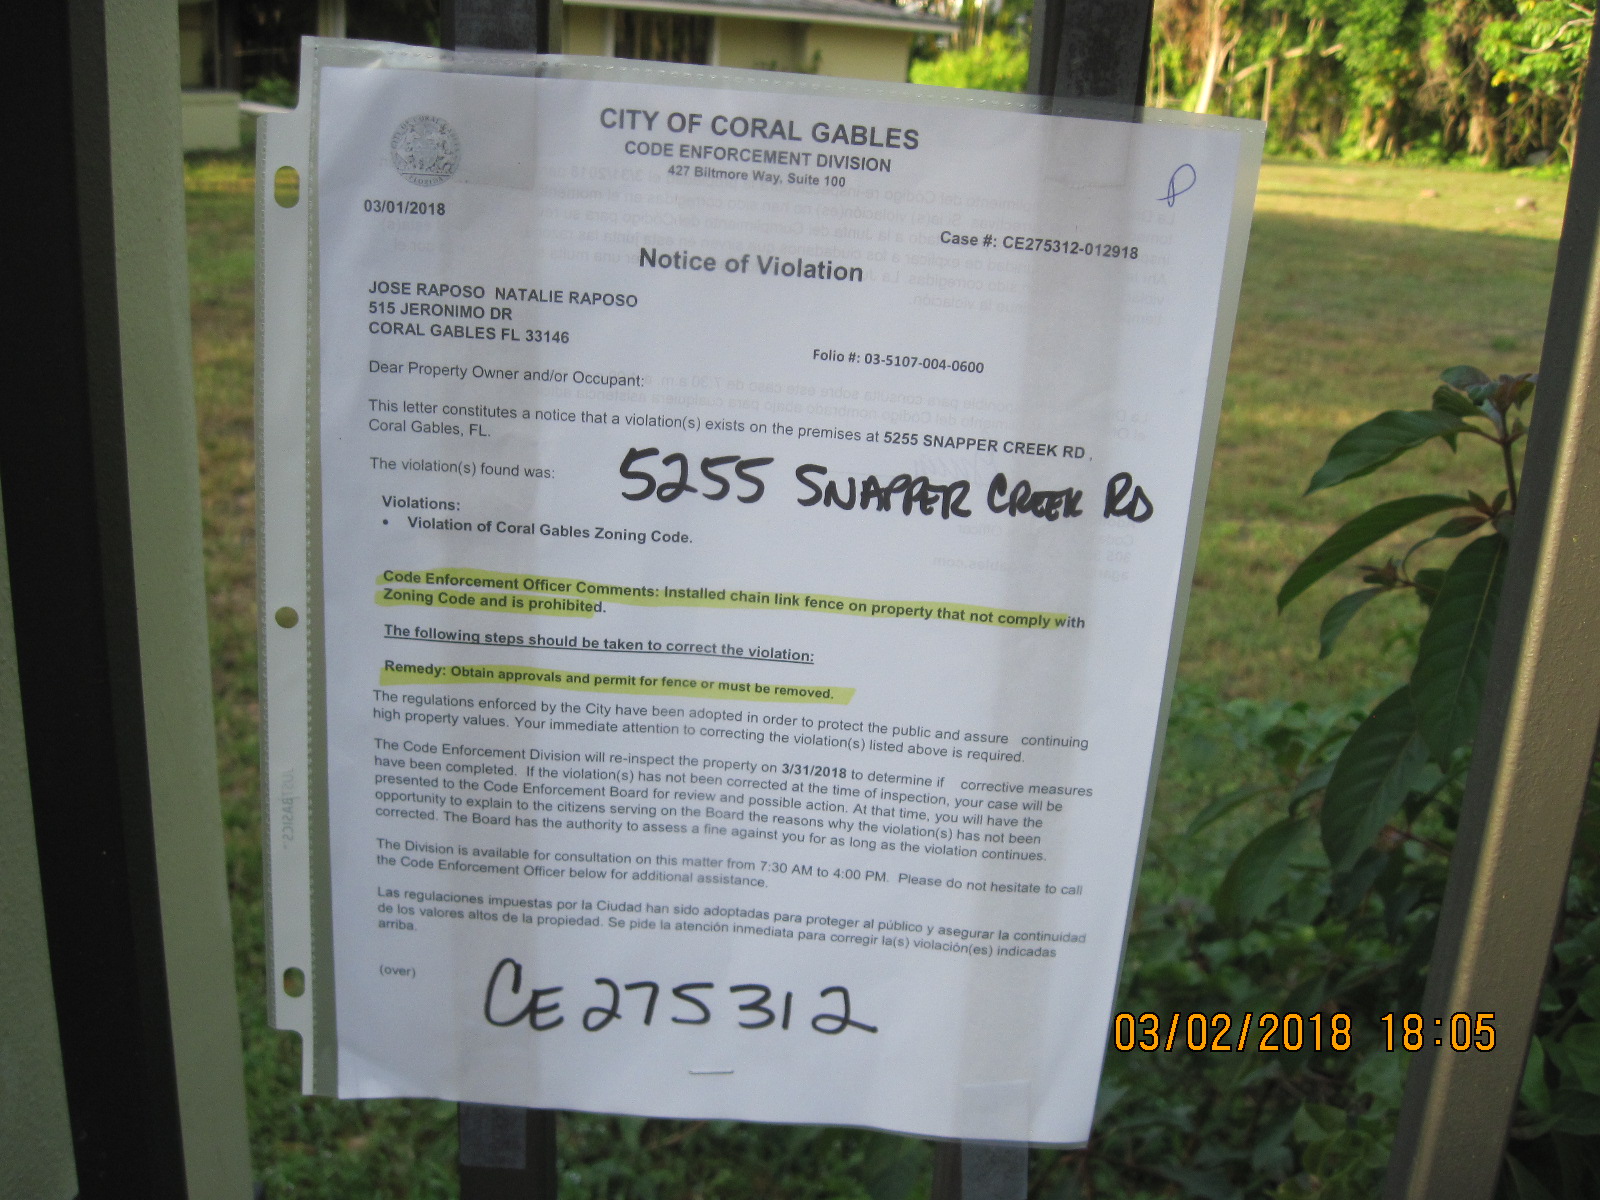 CITY OF CORAL GABLES
CODE ENFORCEMENT DIVISION
427 Biltmore Way, Suite 100
P
03/01/2018
Case #: CE275312-012918
Notice of Violation
JOSE RAPOSO NATALIE RAPOSO
515 JERONIMO DR
CORAL GABLES FL 33146
Folio #: 03-5107-004-0600
Dear Property Owner and/or Occupant:
This letter constitutes a notice that a violation(s) exists on the premises at 5255 SNAPPER CREEK RD ,
Coral Gables, FL.
The violation(s) found was:
5255 SNAPPER CREEK RD
Violations:
• Violation of Coral Gables Zoning Code.
Code Enforcement Officer Comments: Installed chain link fence on property that not comply with
Zoning Code and is prohibited.
The following steps should be taken to correct the violation:
Remedy: Obtain approvals and permit for fence or must be removed.
The regulations enforced by the City have been adopted in order to protect the public and assure continuing
high property values. Your immediate attention to correcting the violation(s) listed above is required.
The Code Enforcement Division will re-inspect the property on 3/31/2018 to determine if corrective measures
have been completed. If the violation(s) has not been corrected at the time of inspection, your case will be
presented to the Code Enforcement Board for review and possible action. At that time, you will have the
opportunity to explain to the citizens serving on the Board the reasons why the violation(s) has not been
corrected. The Board has the authority to assess a fine against you for as long as the violation continues.
The Division is available for consultation on this matter from 7:30 AM to 4:00 PM. Please do not hesitate to call
the Code Enforcement Officer below for additional assistance.
Las regulaciones impuestas por la Ciudad han sido adoptadas para proteger al público y asegurar la continuidad
de los valores altos de la propiedad. Se pide la atención inmediata para corregir la(s) violación(es) indicadas
arriba.
(over)
CE275312
JUST BASICS
03/02/2018 18:05